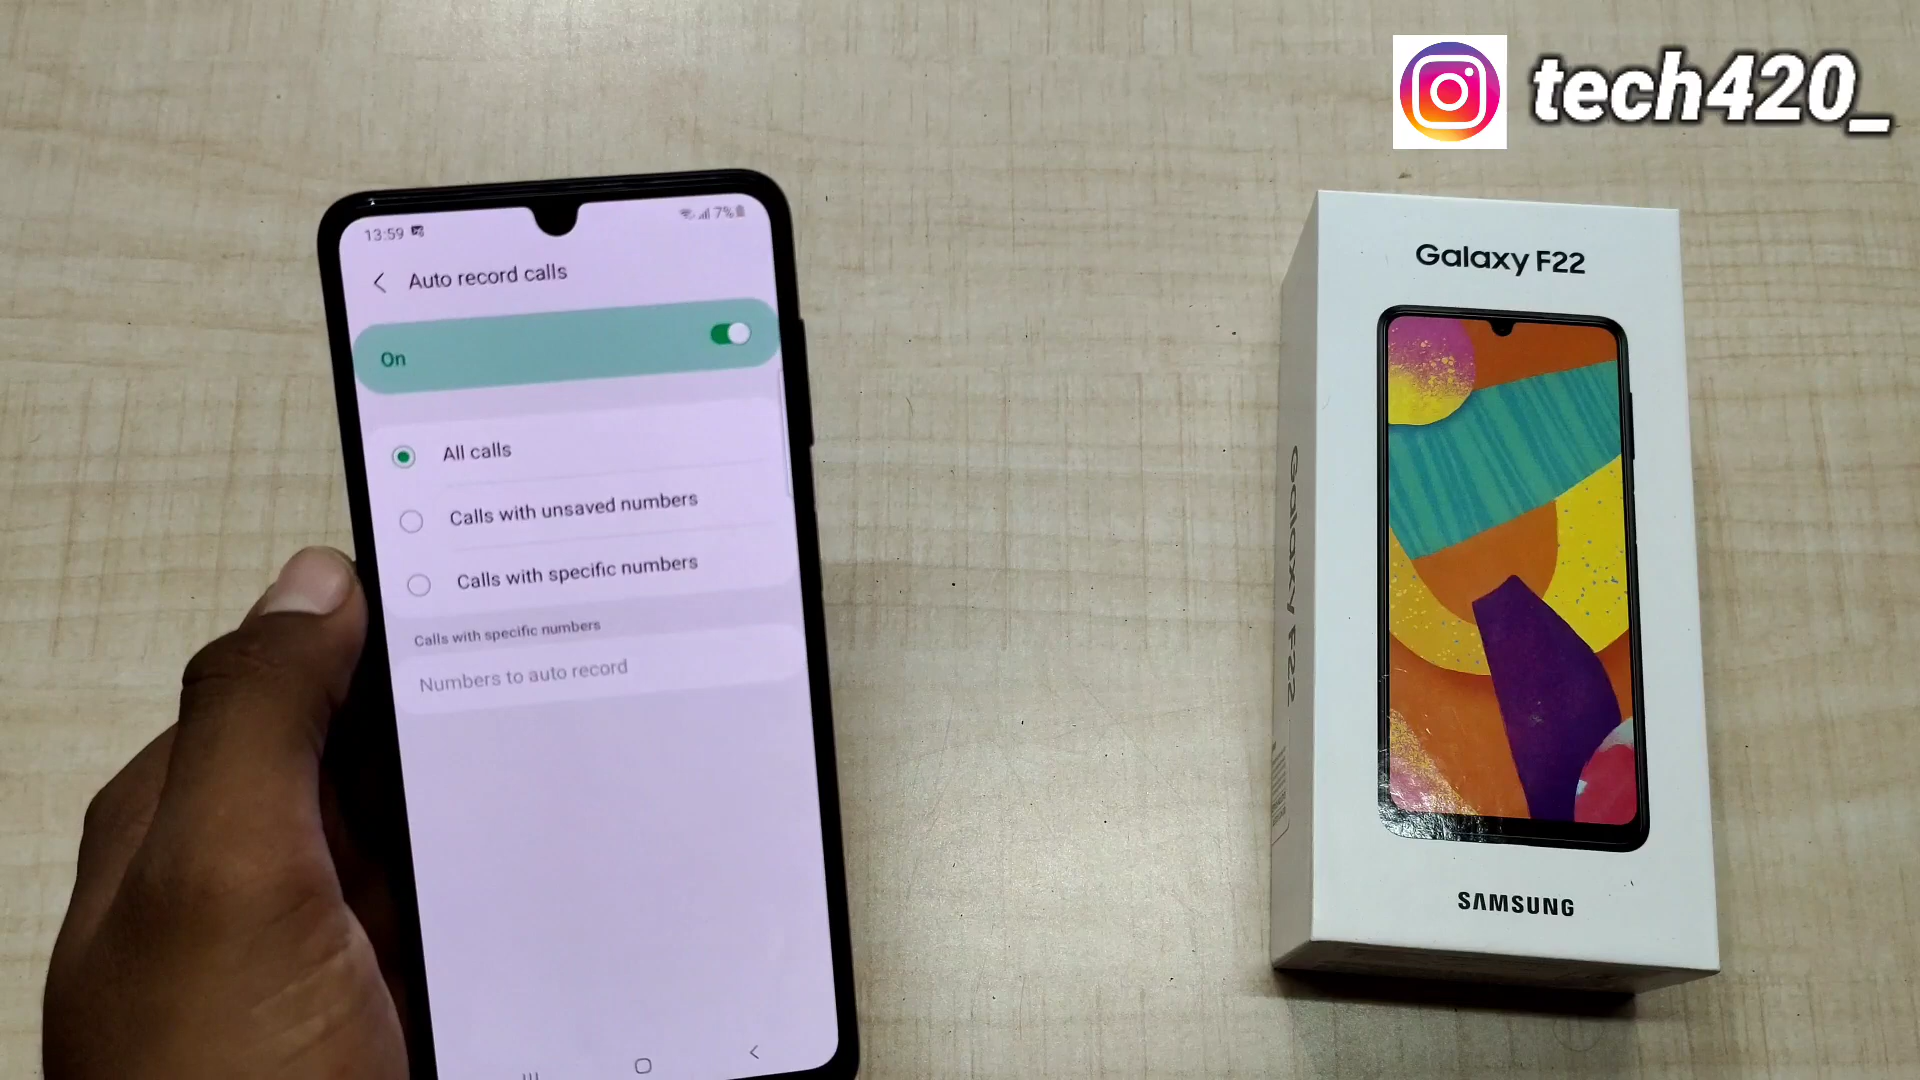 tech420_
13:59
7%
Auto record calls
On
All calls
Calls with unsaved numbers
Calls with specific numbers
Calls with specific numbers
Numbers to auto record
Galaxy F22
Galaxy F22
SAMSUNG